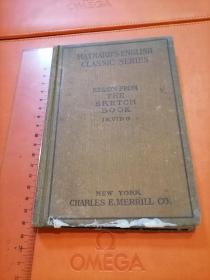 MAYNARD'S ENGLISH
CLASSIC SERIES
ESSAYS FROM
THE
SKETCH
BOOK
IRVING
NEW YORK
CHARLES E. MERRILL CO.
OMEGA